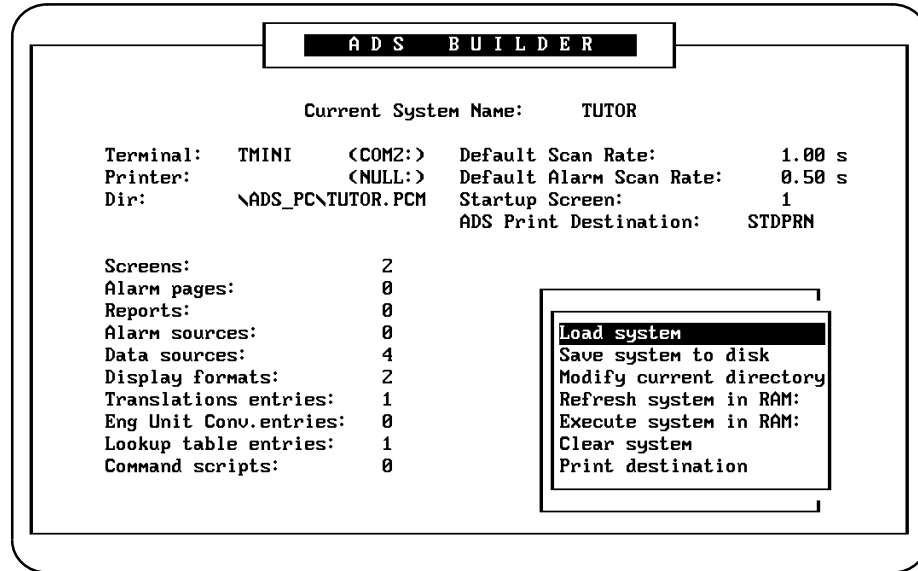 ADS BUILDER
Current System Name: TUTOR
Terminal: TMINI (COM2:) Default Scan Rate: 1.00 s
Printer: (NULL:) Default Alarm Scan Rate: 0.50 s
Dir: \ADS_PC\TUTOR.PCM Startup Screen: 1
ADS Print Destination: STDPRN
Screens: 2
Alarm pages: 0
Reports: 0
Alarm sources: 0
Data sources: 4
Display formats: 2
Translations entries: 1
Eng Unit Conv.entries: 0
Lookup table entries: 1
Command scripts: 0
Load system
Save system to disk
Modify current directory
Refresh system in RAM:
Execute system in RAM:
Clear system
Print destination